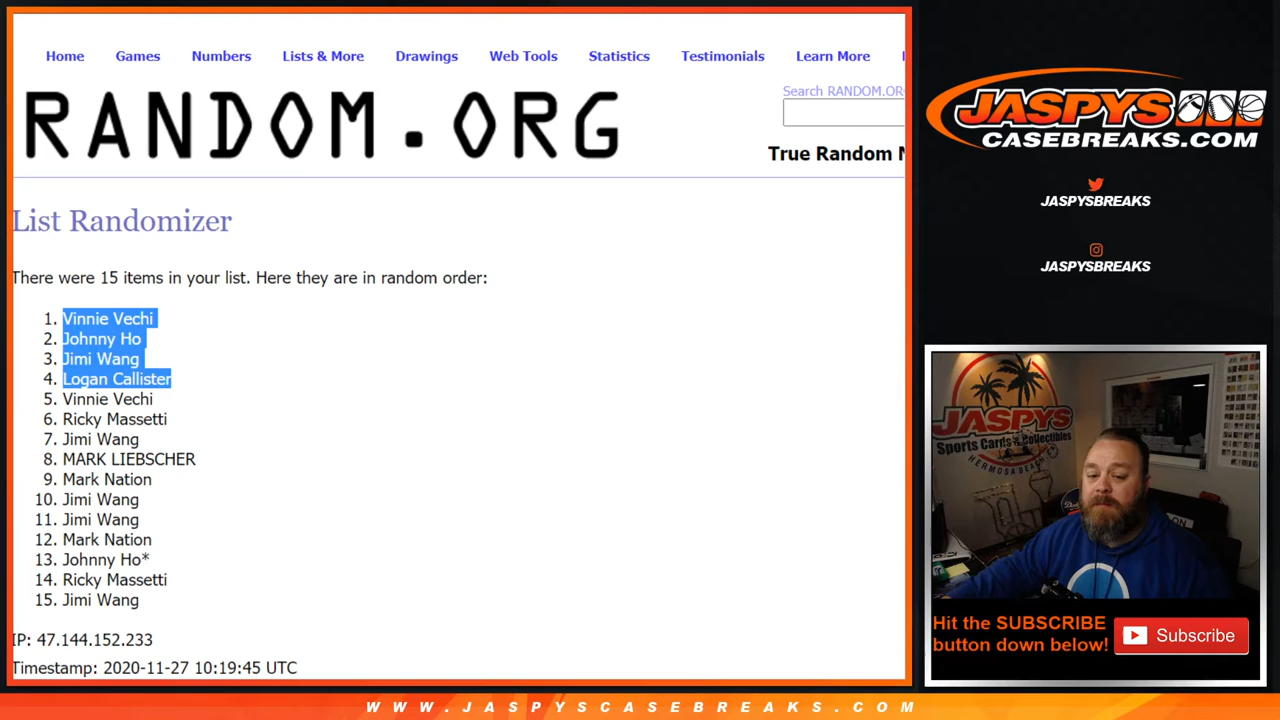 Home Games Numbers Lists & More Drawings Web Tools Statistics Testimonials Learn More
RANDOM.ORG
Search RANDOM.OR
True Random
List Randomizer
There were 15 items in your list. Here they are in random order:
1. Vinnie Vechi
2. Johnny Ho
3. Jimi Wang
4. Logan Callister
5. Vinnie Vechi
6. Ricky Massetti
7. Jimi Wang
8. MARK LIEBSCHER
9. Mark Nation
10. Jimi Wang
11. Jimi Wang
12. Mark Nation
13. Johnny Ho*
14. Ricky Massetti
15. Jimi Wang
IP: 47.144.152.233
Timestamp: 2020-11-27 10:19:45 UTC
JASPYS
CASEBREAKS.COM
JASPYSBREAKS
JASPYSBREAKS
JASPYS
Sports Cards & Collectibles
HERMOSA BEACH
Hit the SUBSCRIBE
button down below!
Subscribe
WWW.JASPYSCASEBREAKS.COM